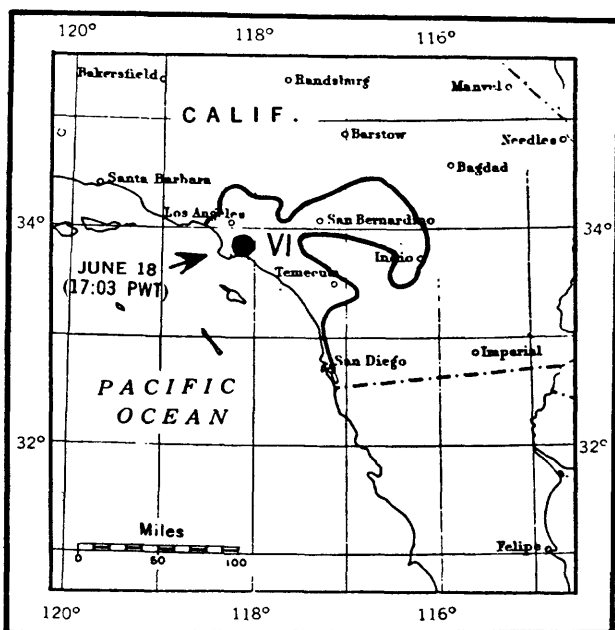 120° 118° 116°
Bakersfield Randsburg Manvel
CALIF.
Barstow Needles
Bagdad
Santa Barbara
Los Angeles San Bernardino
34° 34°
VI
Indio
JUNE 18
(17:03 PWT)
Temecula
San Diego Imperial
PACIFIC
OCEAN
32° 32°
Miles
0 50 100
Felipe
120° 118° 116°